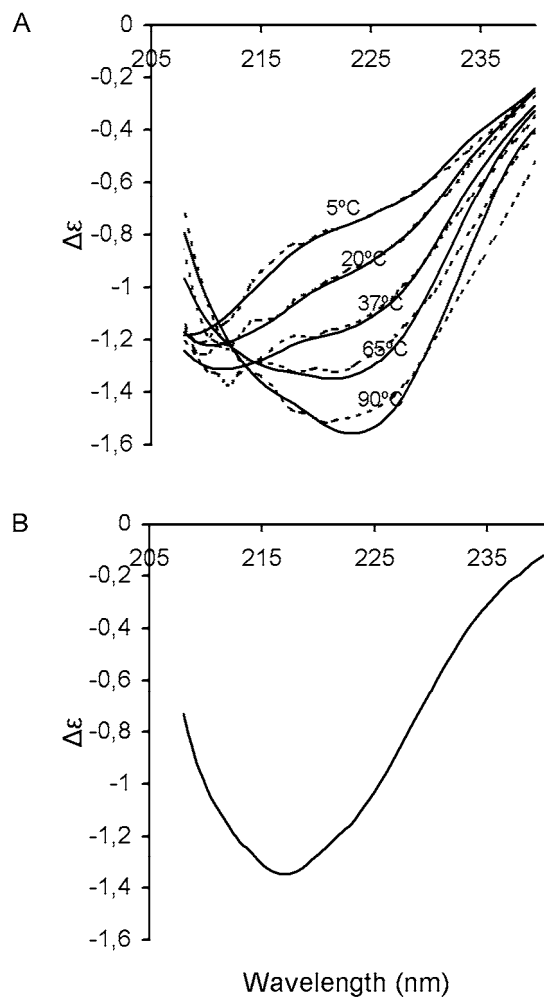 A
0
205 215 225 235
-0,2
-0,4
-0,6
-0,8
-1
-1,2
-1,4
-1,6
Δε
5ºC
20ºC
37ºC
65ºC
90ºC
B
0
205 215 225 235
-0,2
-0,4
-0,6
-0,8
-1
-1,2
-1,4
-1,6
Δε
Wavelength (nm)